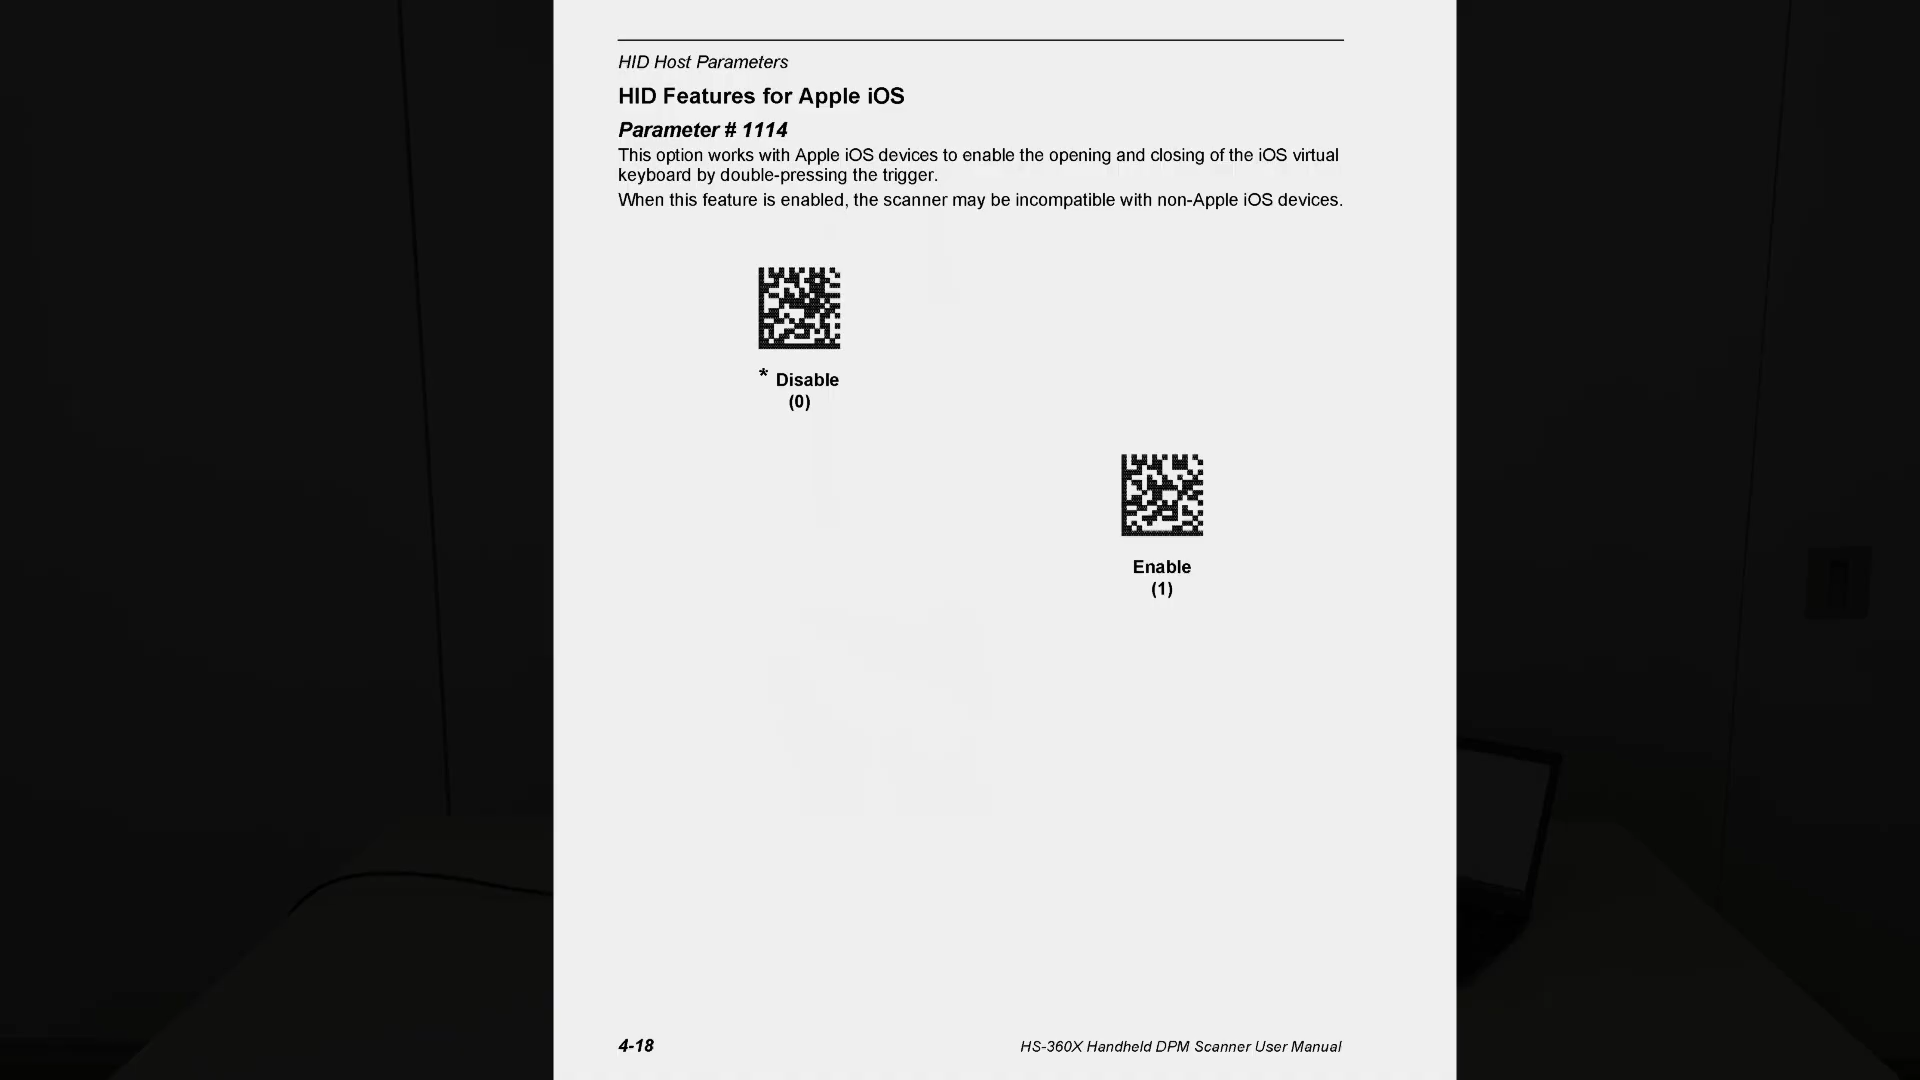 HID Host Parameters
HID Features for Apple iOS
Parameter # 1114
This option works with Apple iOS devices to enable the opening and closing of the iOS virtual
keyboard by double-pressing the trigger.
When this feature is enabled, the scanner may be incompatible with non-Apple iOS devices.
* Disable
(0)
Enable
(1)
4-18
HS-360X Handheld DPM Scanner User Manual